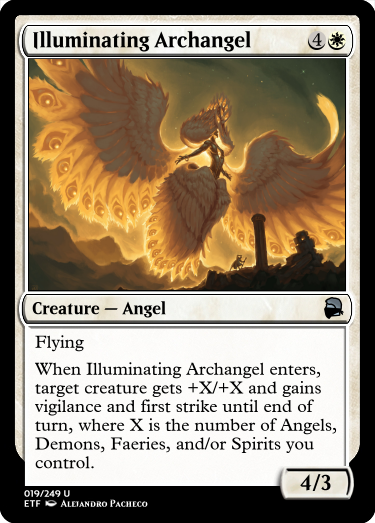 Illuminating Archangel 4
Creature — Angel
Flying
When Illuminating Archangel enters,
target creature gets +X/+X and gains
vigilance and first strike until end of
turn, where X is the number of Angels,
Demons, Faeries, and/or Spirits you
control.
4/3
019/249 U
ETF Alejandro Pacheco